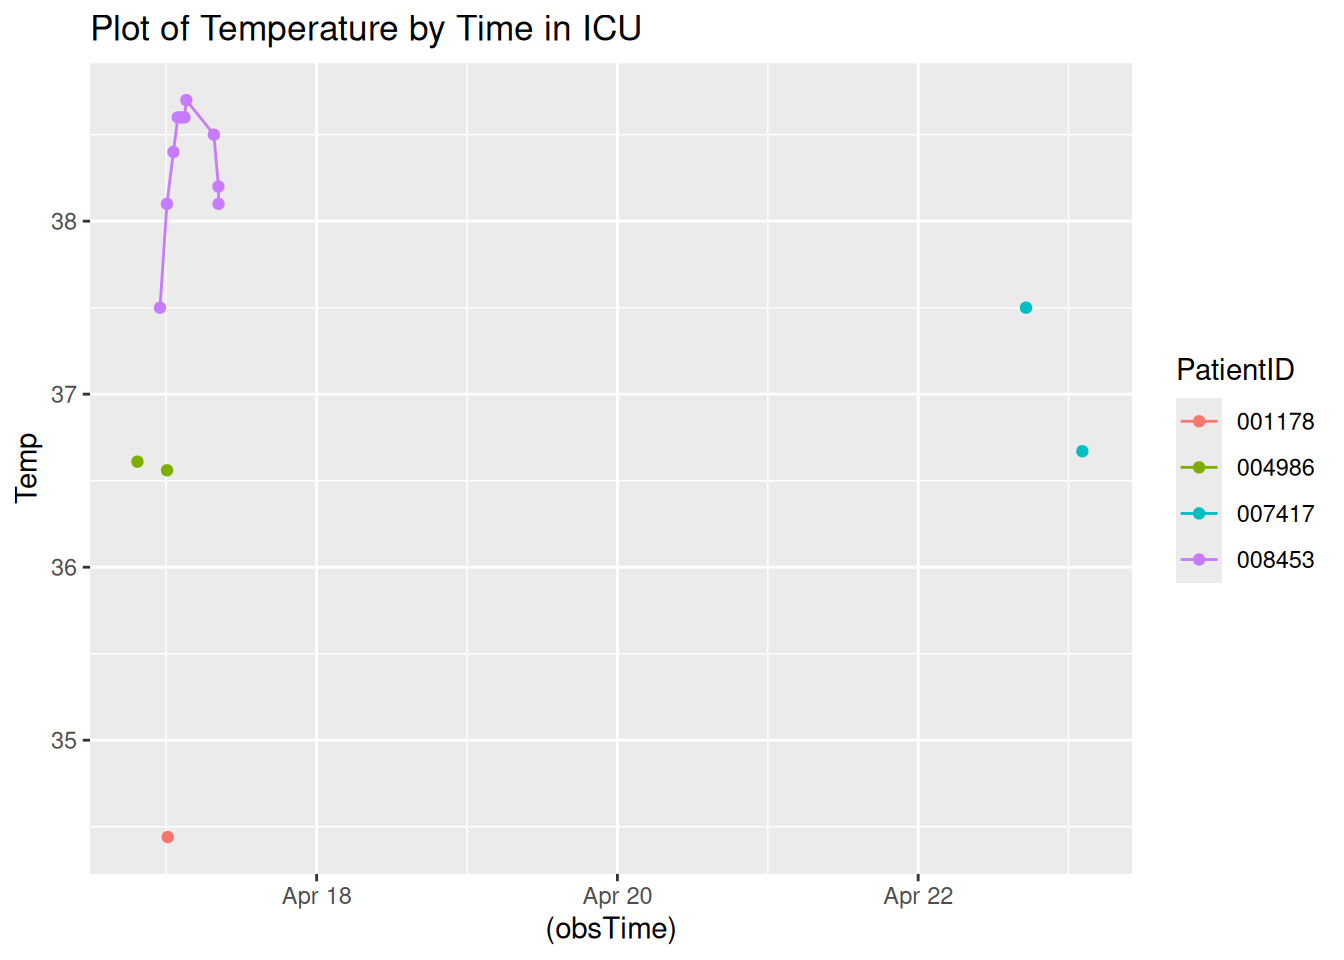 Plot of Temperature by Time in ICU
38
37
36
35
Temp
Apr 18
Apr 20
Apr 22
(obsTime)
PatientID
001178
004986
007417
008453